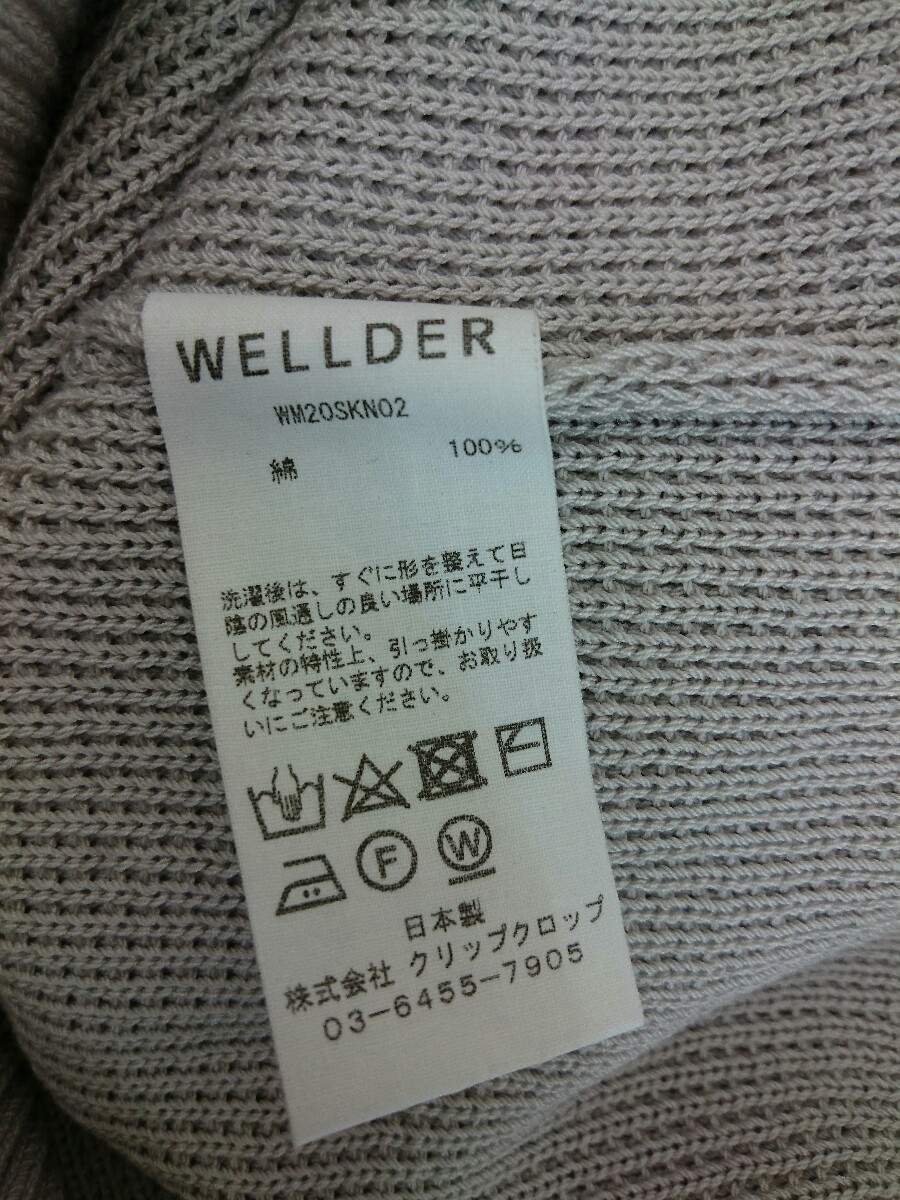 WELLDER
WM20SKN02
綿 100%
洗濯後は、すぐに形を整えて日
陰の風通しの良い場所に平干し
してください。
素材の特性上、引っ掛かりやす
くなっていますので、お取り扱
いにご注意ください。
F W
日本製
株式会社 クリップクロップ
03-6455-7905